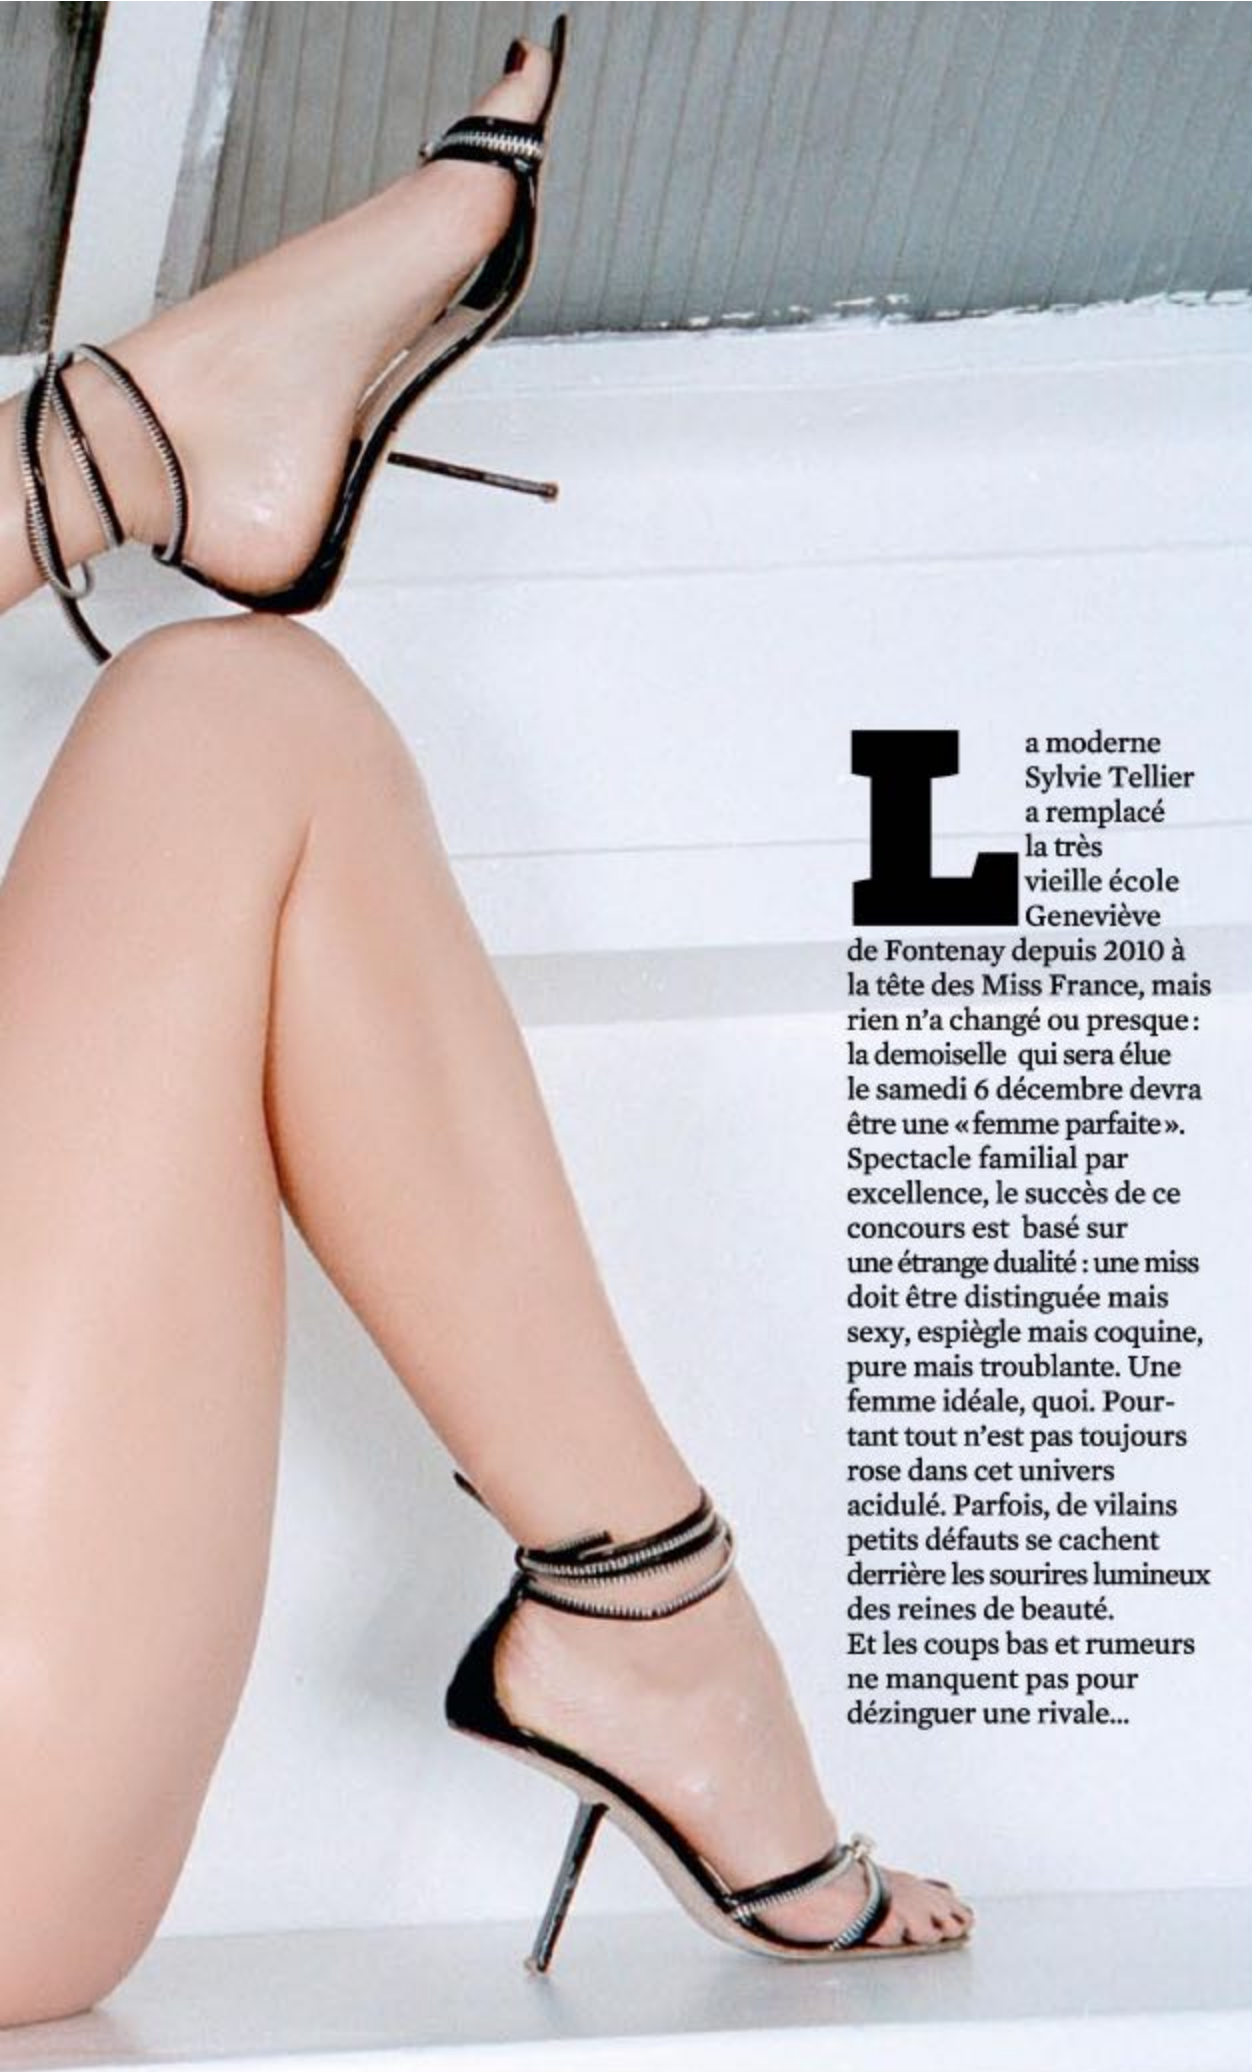 La moderne
Sylvie Tellier
a remplacé
la très
vieille école
Geneviève
de Fontenay depuis 2010 à
la tête des Miss France, mais
rien n’a changé ou presque :
la demoiselle qui sera élue
le samedi 6 décembre devra
être une « femme parfaite ».
Spectacle familial par
excellence, le succès de ce
concours est basé sur
une étrange dualité : une miss
doit être distinguée mais
sexy, espiègle mais coquine,
pure mais troublante. Une
femme idéale, quoi. Pour-
tant tout n’est pas toujours
rose dans cet univers
acidulé. Parfois, de vilains
petits défauts se cachent
derrière les sourires lumineux
des reines de beauté.
Et les coups bas et rumeurs
ne manquent pas pour
dézinguer une rivale...